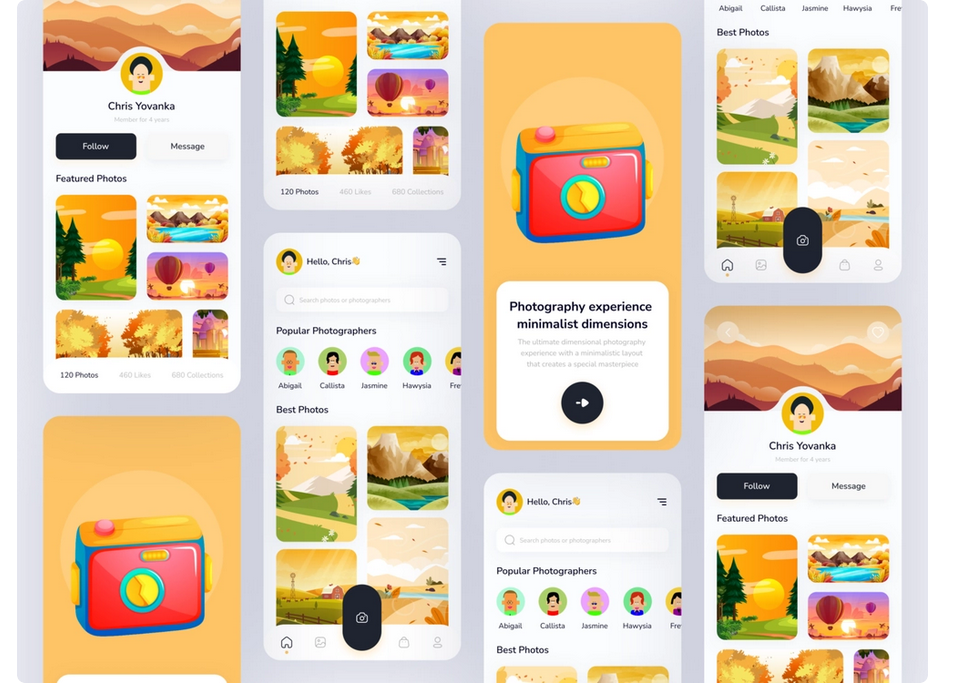 Chris Yovanka
Member for 4 years
Follow
Message
Featured Photos
120 Photos
460 Likes
680 Collections
120 Photos
460 Likes
680 Collections
Hello, Chris👋
Search photos or photographers
Popular Photographers
Abigail
Callista
Jasmine
Hawysia
Fre
Best Photos
Photography experience
minimalist dimensions
The ultimate dimensional photography
experience with a minimalistic layout
that creates a special masterpiece
Hello, Chris👋
Search photos or photographers
Popular Photographers
Abigail
Callista
Jasmine
Hawysia
Fre
Best Photos
Abigail
Callista
Jasmine
Hawysia
Fre
Best Photos
Chris Yovanka
Member for 4 years
Follow
Message
Featured Photos